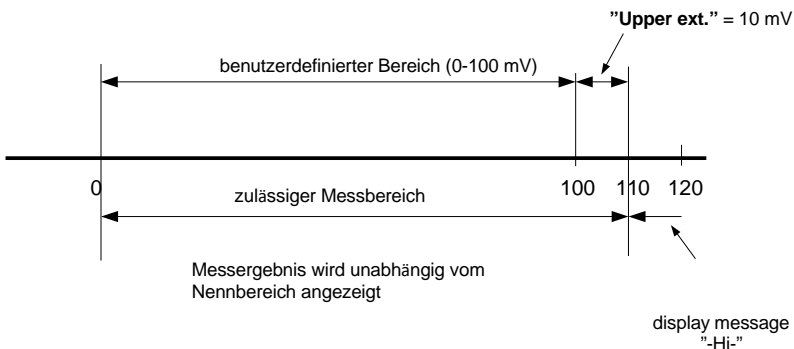 "Upper ext." = 10 mV
benutzerdefinierter Bereich (0-100 mV)
0
100
110
120
zulässiger Messbereich
Messergebnis wird unabhängig vom
Nennbereich angezeigt
display message
"-Hi-"